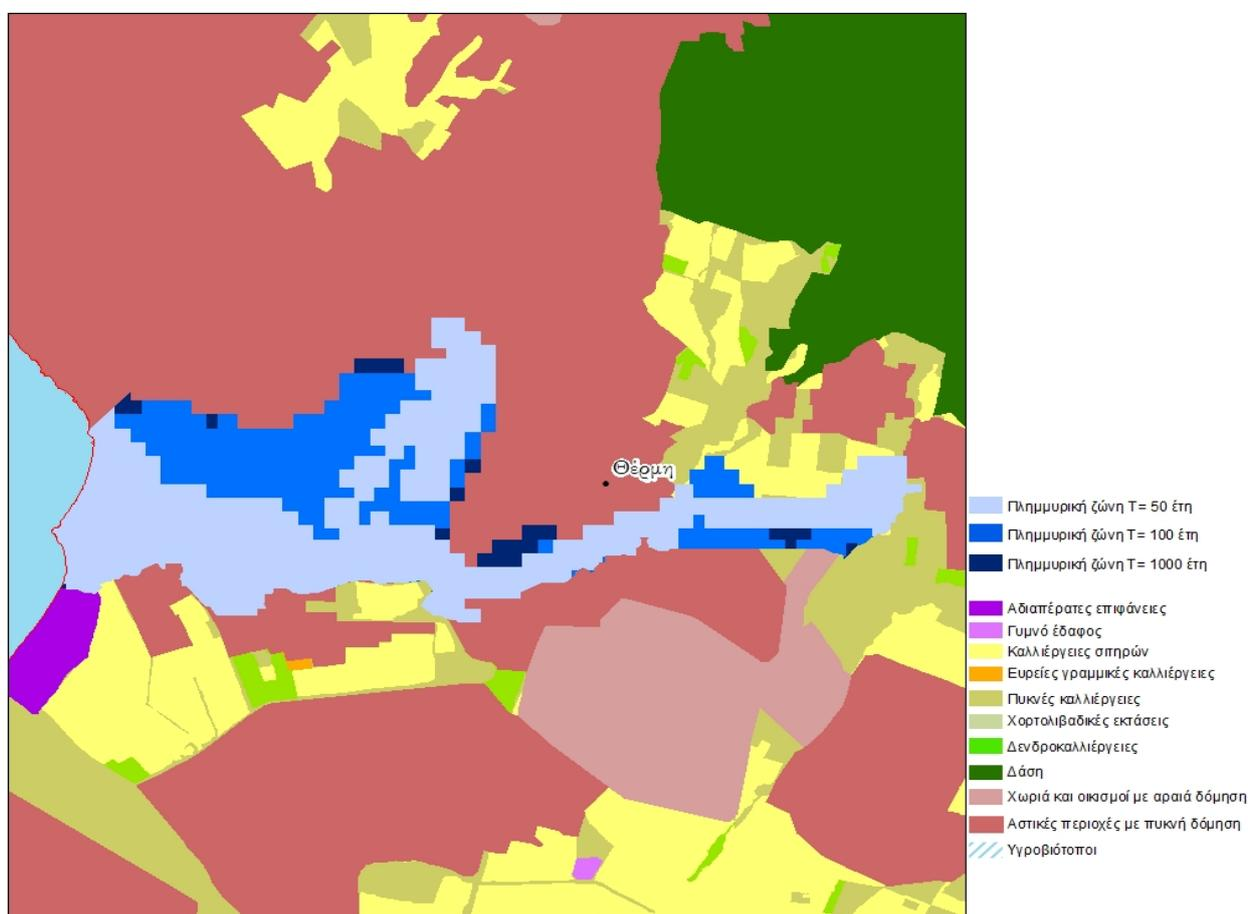 Θέρμη
Πλημμυρική ζώνη T= 50 έτη
Πλημμυρική ζώνη T= 100 έτη
Πλημμυρική ζώνη T= 1000 έτη
Αδιαπέρατες επιφάνειες
Γυμνό έδαφος
Καλλιέργειες σιτηρών
Ευρείες γραμμικές καλλιέργειες
Πυκνές καλλιέργειες
Χορτολιβαδικές εκτάσεις
Δενδροκαλλιέργειες
Δάση
Χωριά και οικισμοί με αραιά δόμηση
Αστικές περιοχές με πυκνή δόμηση
Υγροβιότοποι